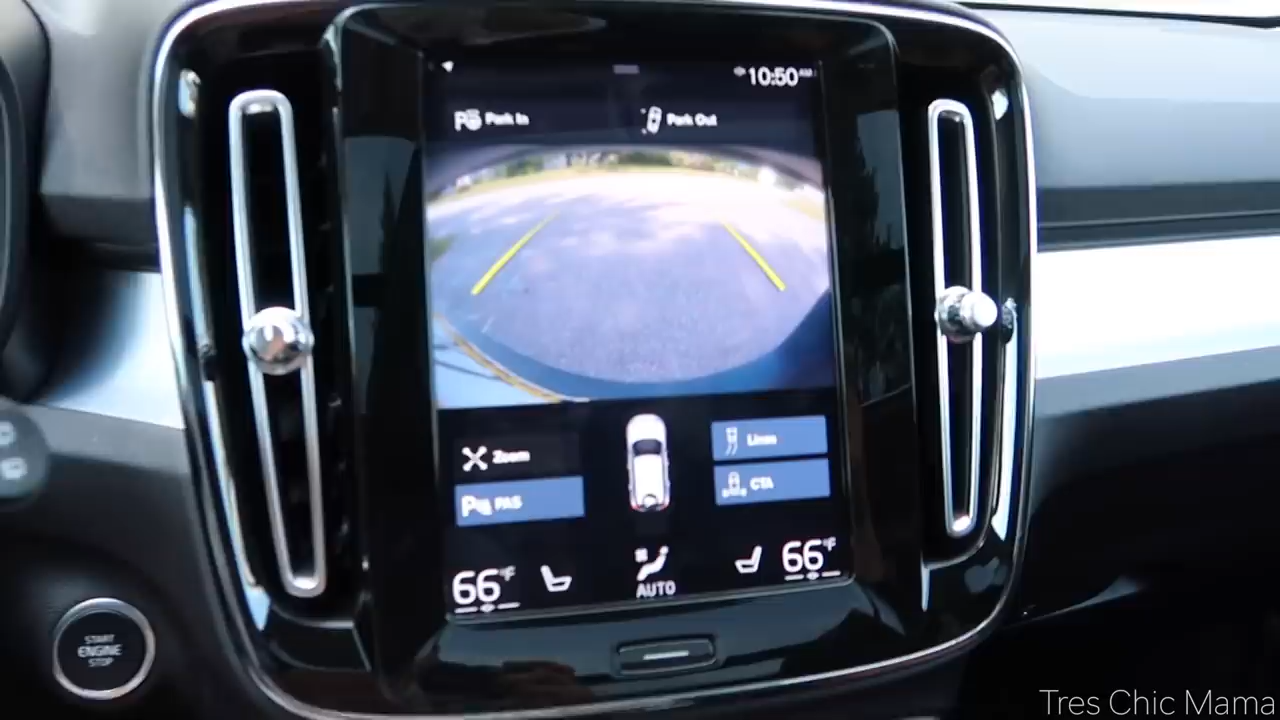 10:50 AM
Park In
Park Out
Zoom
Lines
PAS
CTA
66°F
AUTO
66°F
START
ENGINE
STOP
Tres Chic Mama